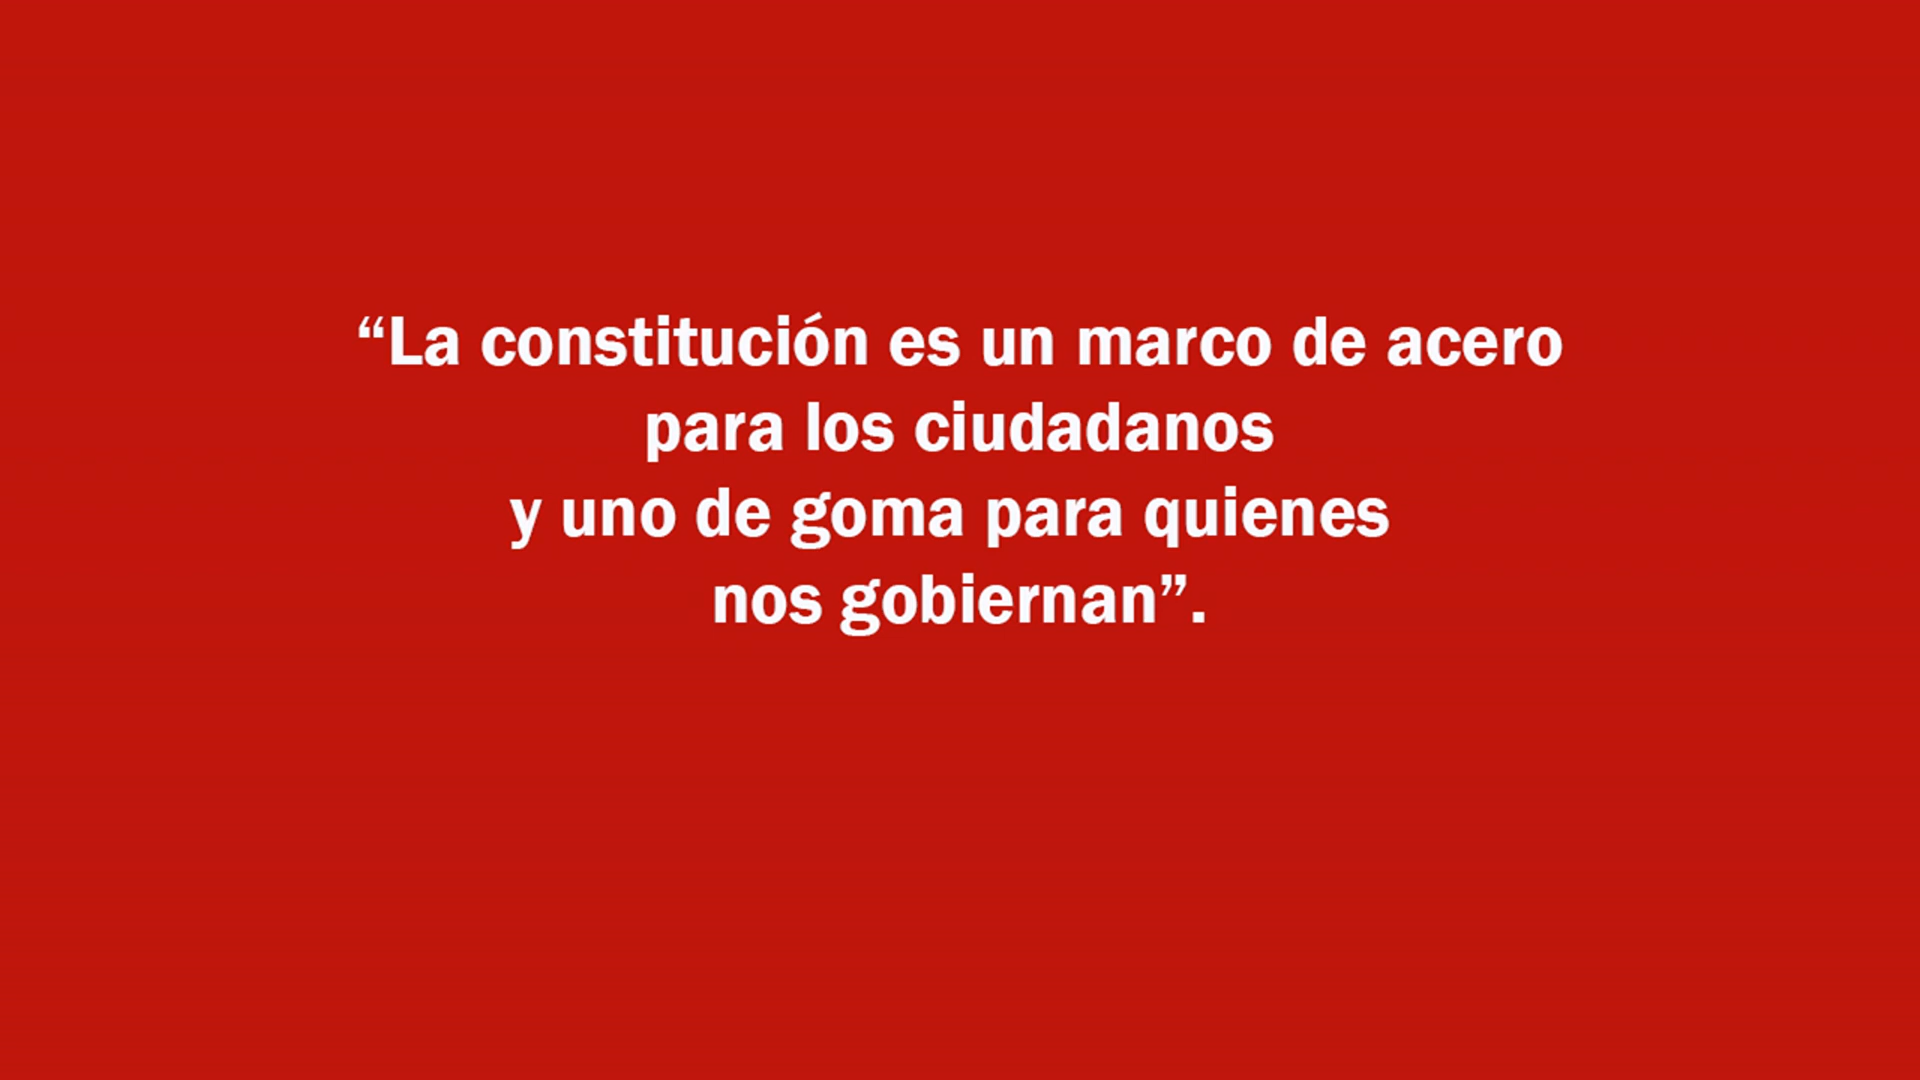 “La constitución es un marco de acero
para los ciudadanos
y uno de goma para quienes
nos gobiernan”.